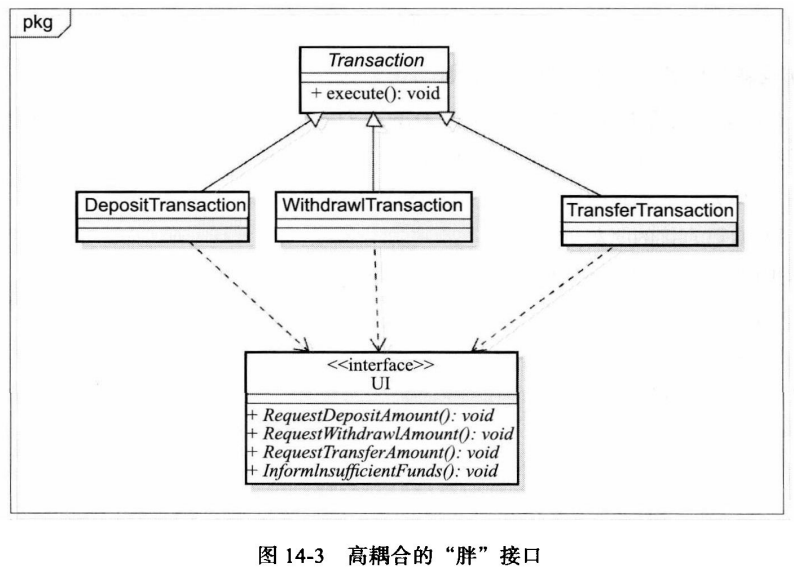 pkg
Transaction
+ execute(): void
DepositTransaction
WithdrawlTransaction
TransferTransaction
<<interface>>
UI
+ RequestDepositAmount(): void
+ RequestWithdrawlAmount(): void
+ RequestTransferAmount(): void
+ InformInsufficientFunds(): void
图 14-3 高耦合的“胖”接口